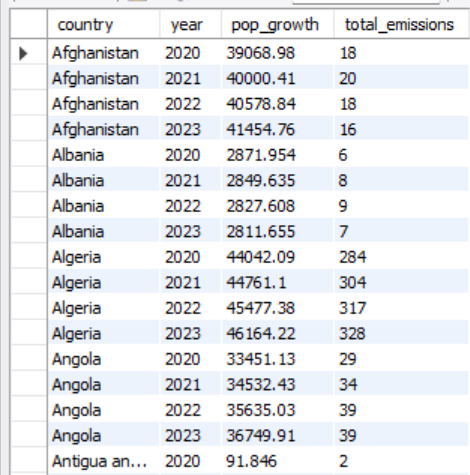 country year pop_growth total_emissions
Afghanistan 2020 39068.98 18
Afghanistan 2021 40000.41 20
Afghanistan 2022 40578.84 18
Afghanistan 2023 41454.76 16
Albania 2020 2871.954 6
Albania 2021 2849.635 8
Albania 2022 2827.608 9
Albania 2023 2811.655 7
Algeria 2020 44042.09 284
Algeria 2021 44761.1 304
Algeria 2022 45477.38 317
Algeria 2023 46164.22 328
Angola 2020 33451.13 29
Angola 2021 34532.43 34
Angola 2022 35635.03 39
Angola 2023 36749.91 39
Antigua an... 2020 91.846 2